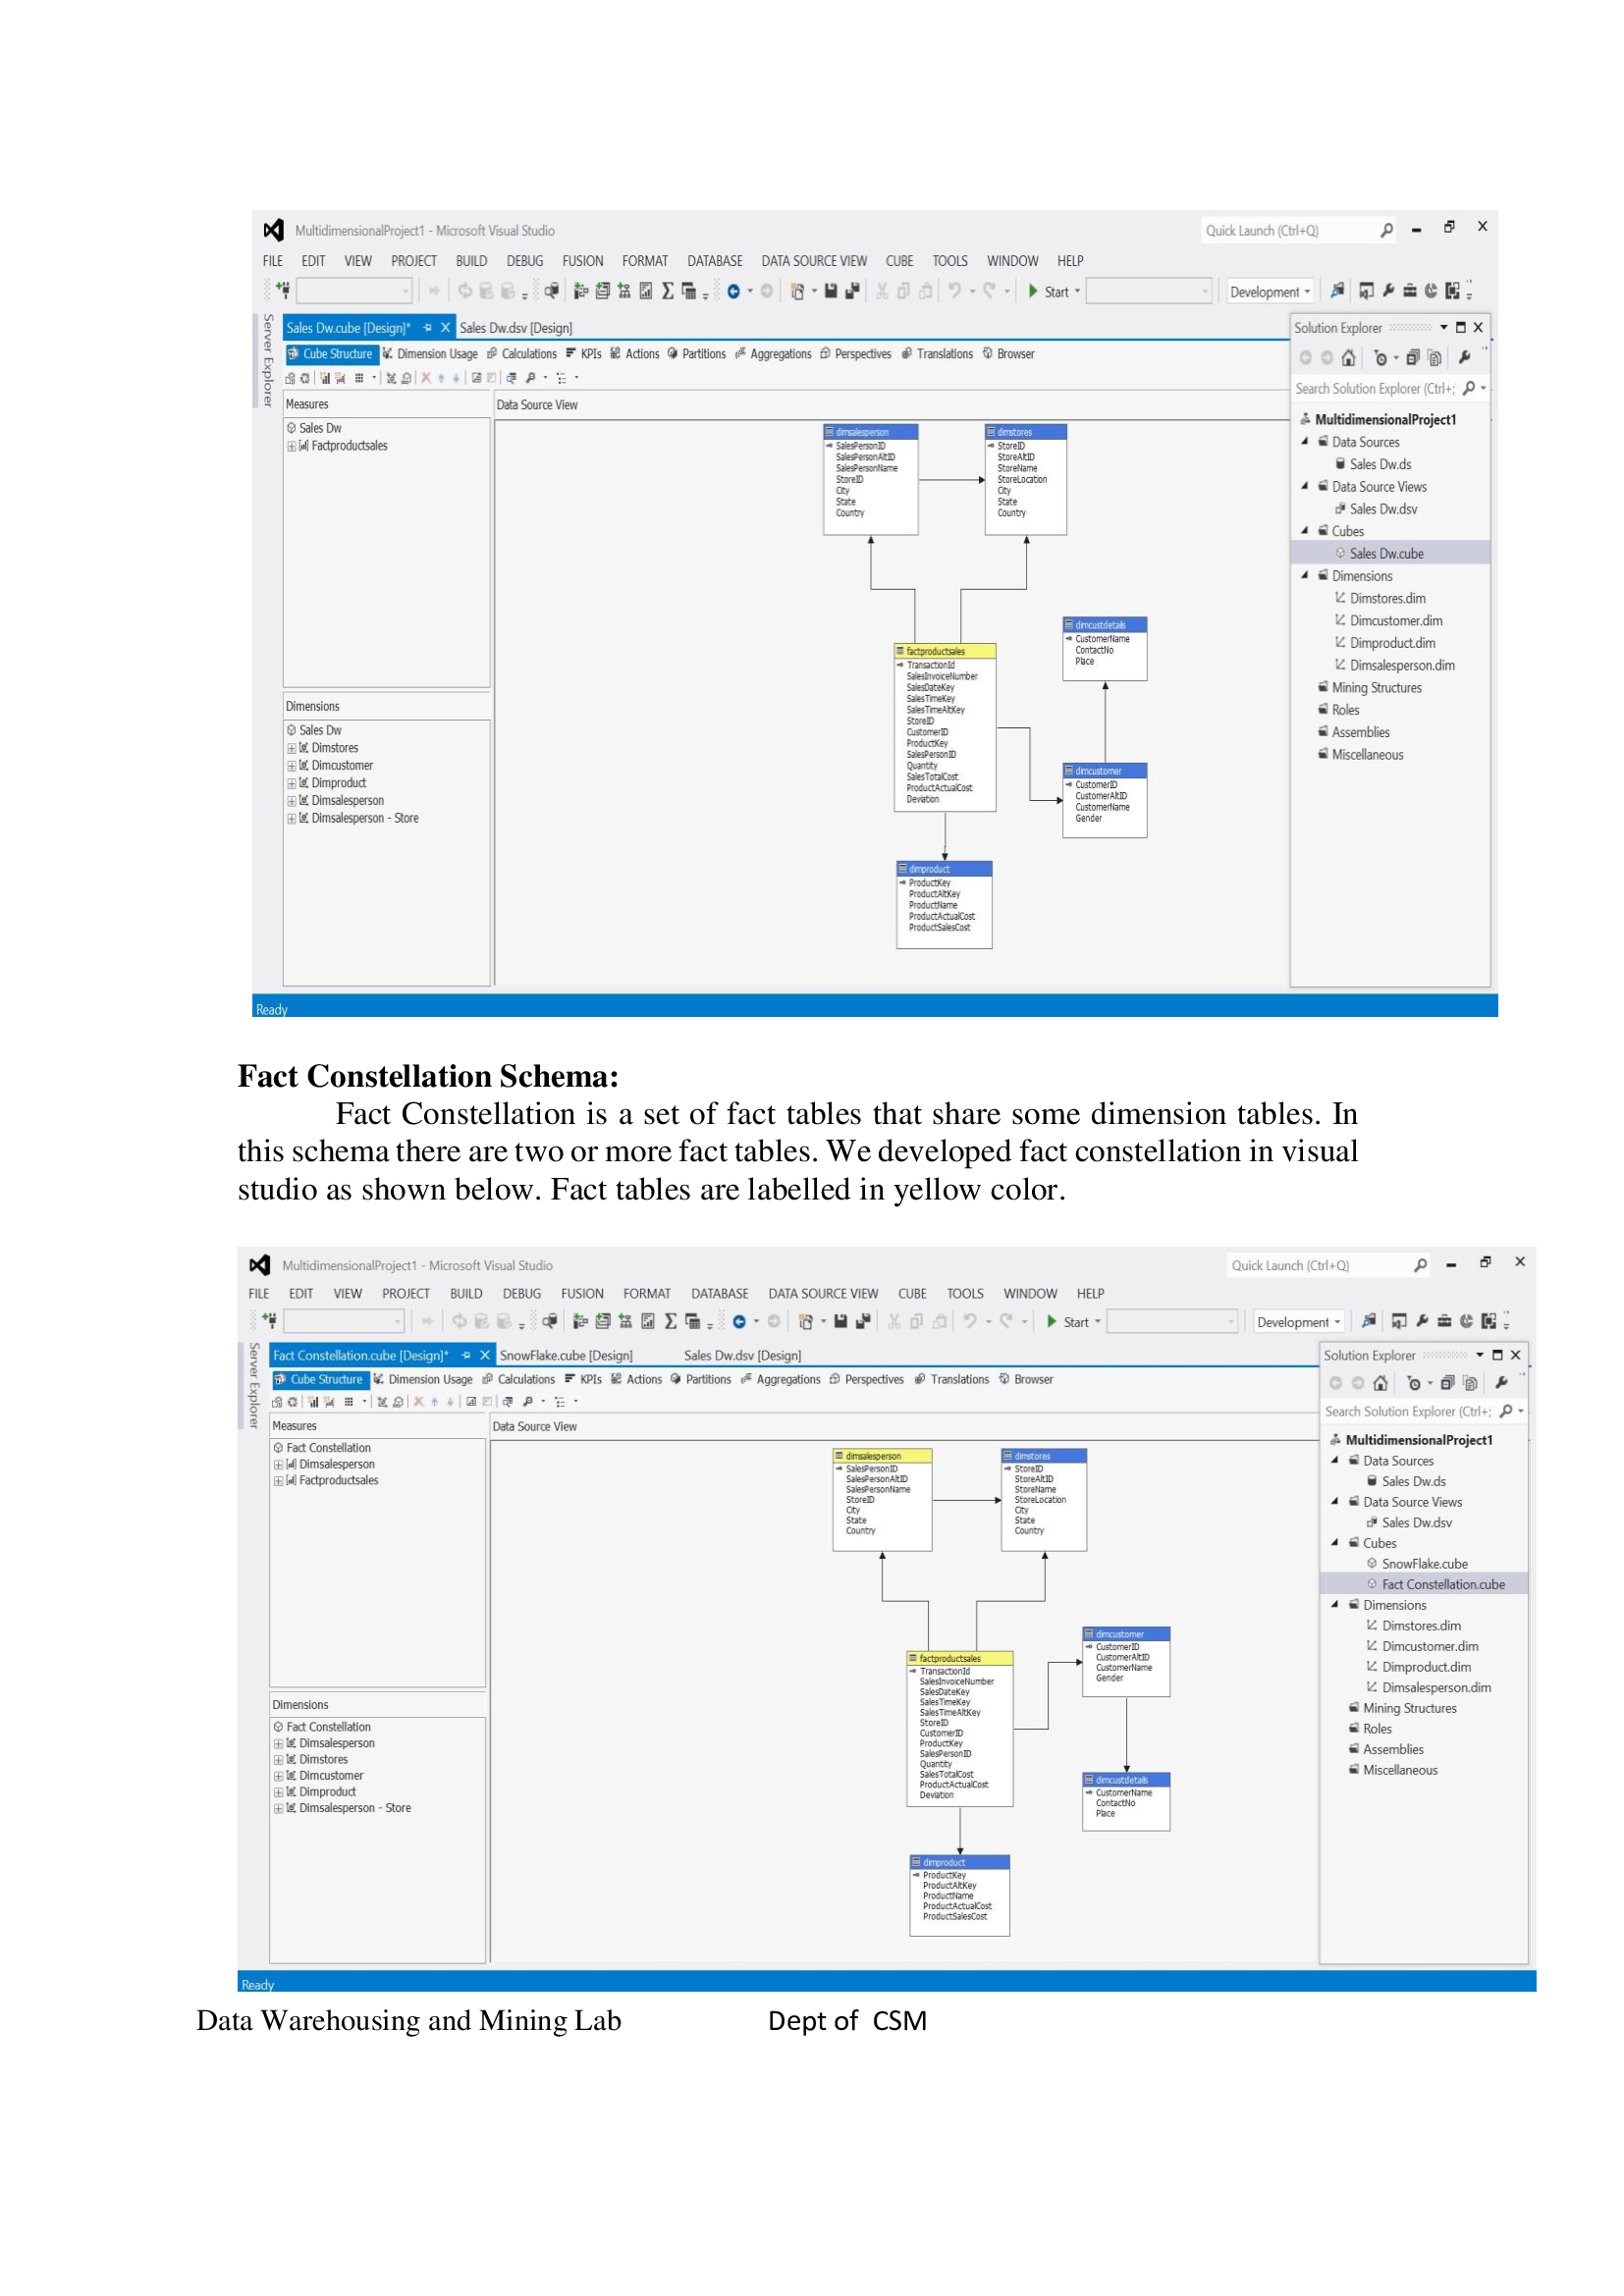 MultidimensionalProject1 - Microsoft Visual Studio
Quick Launch (Ctrl+Q)
FILE EDIT VIEW PROJECT BUILD DEBUG FUSION FORMAT DATABASE DATA SOURCE VIEW CUBE TOOLS WINDOW HELP
Start
Development
Server Explorer
Sales Dw.cube [Design]*
Sales Dw.dsv [Design]
Cube Structure Dimension Usage Calculations KPIs Actions Partitions Aggregations Perspectives Translations Browser
Measures
Sales Dw
Factproductsales
Dimensions
Sales Dw
Dimstores
Dimcustomer
Dimproduct
Dimsalesperson
Dimsalesperson - Store
Data Source View
dimsalesperson
SalesPersonID
SalesPersonAltID
SalesPersonName
StoreID
City
State
Country
dimstores
StoreID
StoreAltID
StoreName
StoreLocation
City
State
Country
factproductsales
TransactionId
SalesInvoiceNumber
SalesDateKey
SalesTimeKey
SalesTimeAltKey
StoreID
CustomerID
ProductKey
SalesPersonID
Quantity
SalesTotalCost
ProductActualCost
Deviation
dimcustdetails
CustomerName
ContactNo
Place
dimcustomer
CustomerID
CustomerAltID
CustomerName
Gender
dimproduct
ProductKey
ProductAltKey
ProductName
ProductActualCost
ProductSalesCost
Solution Explorer
Search Solution Explorer (Ctrl+;
MultidimensionalProject1
Data Sources
Sales Dw.ds
Data Source Views
Sales Dw.dsv
Cubes
Sales Dw.cube
Dimensions
Dimstores.dim
Dimcustomer.dim
Dimproduct.dim
Dimsalesperson.dim
Mining Structures
Roles
Assemblies
Miscellaneous
Ready
Fact Constellation Schema:
Fact Constellation is a set of fact tables that share some dimension tables. In
this schema there are two or more fact tables. We developed fact constellation in visual
studio as shown below. Fact tables are labelled in yellow color.
MultidimensionalProject1 - Microsoft Visual Studio
Quick Launch (Ctrl+Q)
FILE EDIT VIEW PROJECT BUILD DEBUG FUSION FORMAT DATABASE DATA SOURCE VIEW CUBE TOOLS WINDOW HELP
Start
Development
Server Explorer
Fact Constellation.cube [Design]*
SnowFlake.cube [Design]
Sales Dw.dsv [Design]
Cube Structure Dimension Usage Calculations KPIs Actions Partitions Aggregations Perspectives Translations Browser
Measures
Fact Constellation
Dimsalesperson
Factproductsales
Dimensions
Fact Constellation
Dimsalesperson
Dimstores
Dimcustomer
Dimproduct
Dimsalesperson - Store
Data Source View
dimsalesperson
SalesPersonID
SalesPersonAltID
SalesPersonName
StoreID
City
State
Country
dimstores
StoreID
StoreAltID
StoreName
StoreLocation
City
State
Country
factproductsales
TransactionId
SalesInvoiceNumber
SalesDateKey
SalesTimeKey
SalesTimeAltKey
StoreID
CustomerID
ProductKey
SalesPersonID
Quantity
SalesTotalCost
ProductActualCost
Deviation
dimcustomer
CustomerID
CustomerAltID
CustomerName
Gender
dimcustdetails
CustomerName
ContactNo
Place
dimproduct
ProductKey
ProductAltKey
ProductName
ProductActualCost
ProductSalesCost
Solution Explorer
Search Solution Explorer (Ctrl+;
MultidimensionalProject1
Data Sources
Sales Dw.ds
Data Source Views
Sales Dw.dsv
Cubes
SnowFlake.cube
Fact Constellation.cube
Dimensions
Dimstores.dim
Dimcustomer.dim
Dimproduct.dim
Dimsalesperson.dim
Mining Structures
Roles
Assemblies
Miscellaneous
Ready
Data Warehousing and Mining Lab Dept of CSM